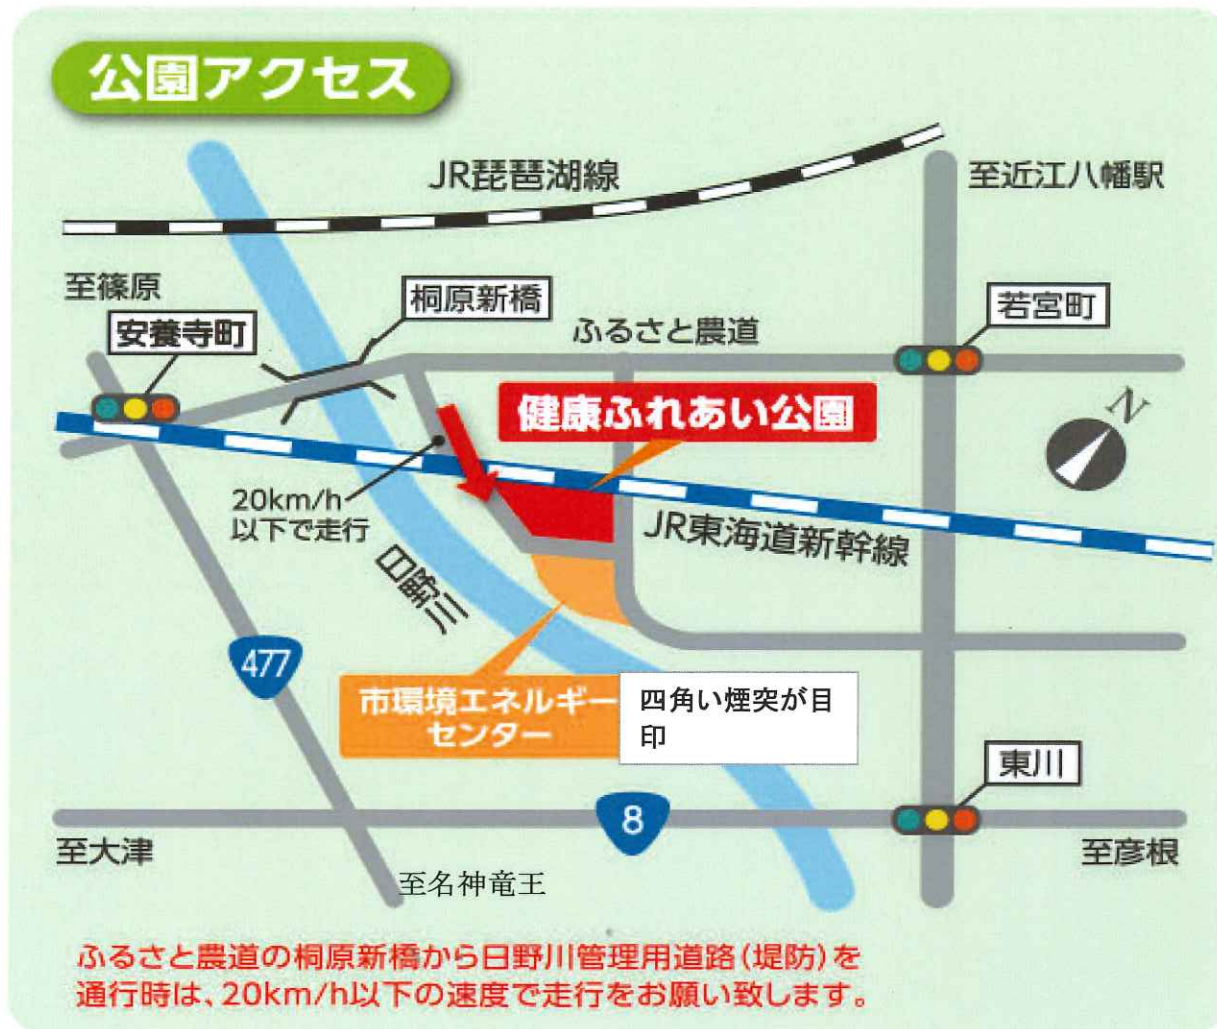 公園アクセス
JR琵琶湖線
至近江八幡駅
至篠原
桐原新橋
若宮町
安養寺町
ふるさと農道
N
健康ふれあい公園
20km/h
以下で走行
JR東海道新幹線
日野川
477
市環境エネルギー
センター
四角い煙突が目
印
東川
8
至大津
至彦根
至名神竜王
ふるさと農道の桐原新橋から日野川管理用道路(堤防)を
通行時は、20km/h以下の速度で走行をお願い致します。